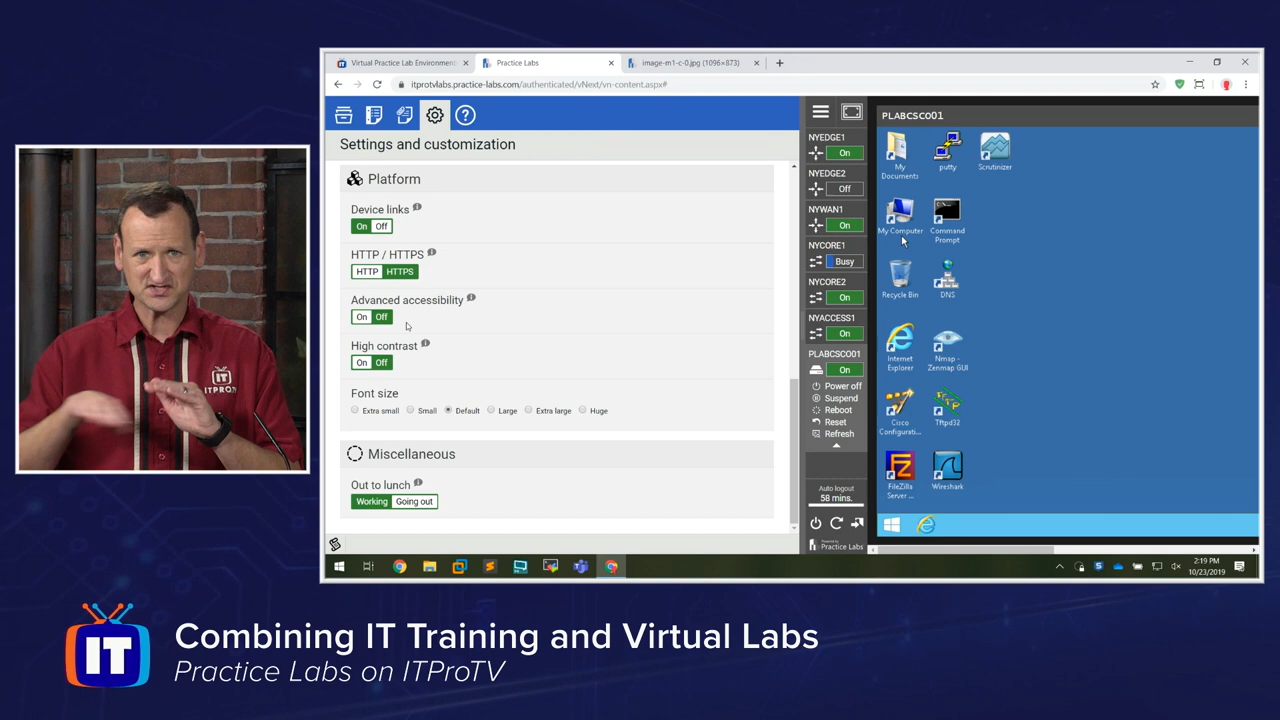 Virtual Practice Lab Environment
Practice Labs
image-m1-c-0.jpg (1096×873)
itprotvlabs.practice-labs.com/authenticated/vNext/vn-content.aspx#
Settings and customization
Platform
Device links
On Off
HTTP / HTTPS
HTTP HTTPS
Advanced accessibility
On Off
High contrast
On Off
Font size
Extra small Small Default Large Extra large Huge
Miscellaneous
Out to lunch
Working Going out
NYEDGE1
On
NYEDGE2
Off
NYWAN1
On
NYCORE1
Busy
NYCORE2
On
NYACCESS1
On
PLABCSCO01
On
Power off
Suspend
Reboot
Reset
Refresh
Auto logout
58 mins.
Practice Labs
PLABCSCO01
My Documents
putty
Scrutinizer
My Computer
Command Prompt
Recycle Bin
DNS
Internet Explorer
Nmap - Zenmap GUI
Cisco Configurati...
Tftpd32
FileZilla Server ...
Wireshark
2:19 PM
10/23/2019
IT
ITPROTV
IT
Combining IT Training and Virtual Labs
Practice Labs on ITProTV